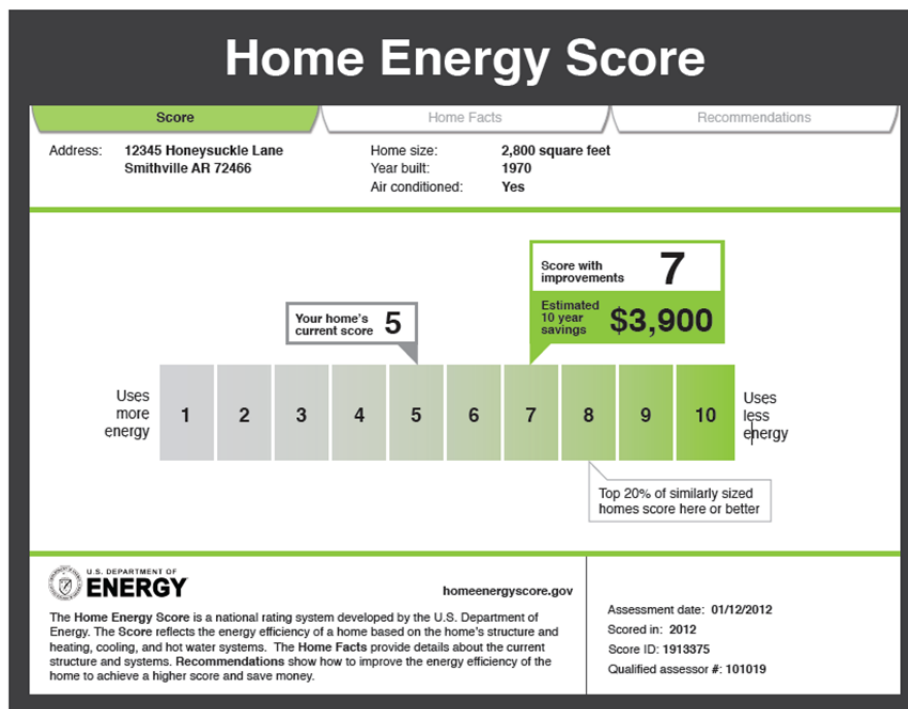 Home Energy Score
Score
Home Facts
Recommendations
Address: 12345 Honeysuckle Lane
Smithville AR 72466
Home size: 2,800 square feet
Year built: 1970
Air conditioned: Yes
Score with
improvements 7
Estimated
10 year
savings $3,900
Your home's
current score 5
Uses
more
energy
1 2 3 4 5 6 7 8 9 10
Uses
less
energy
Top 20% of similarly sized
homes score here or better
U.S. DEPARTMENT OF
ENERGY
homeenergyscore.gov
The Home Energy Score is a national rating system developed by the U.S. Department of
Energy. The Score reflects the energy efficiency of a home based on the home's structure and
heating, cooling, and hot water systems. The Home Facts provide details about the current
structure and systems. Recommendations show how to improve the energy efficiency of the
home to achieve a higher score and save money.
Assessment date: 01/12/2012
Scored in: 2012
Score ID: 1913375
Qualified assessor #: 101019